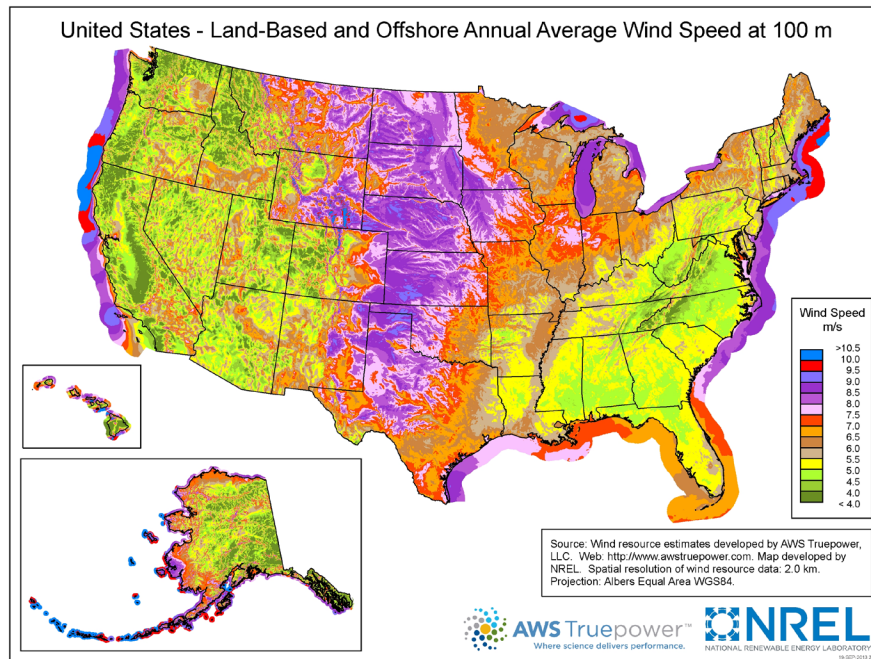 United States - Land-Based and Offshore Annual Average Wind Speed at 100 m
Wind Speed
m/s
>10.5
10.0
9.5
9.0
8.5
8.0
7.5
7.0
6.5
6.0
5.5
5.0
4.5
4.0
< 4.0
Source: Wind resource estimates developed by AWS Truepower,
LLC. Web: http://www.awstruepower.com. Map developed by
NREL. Spatial resolution of wind resource data: 2.0 km.
Projection: Albers Equal Area WGS84.
AWS Truepower™
Where science delivers performance.
NREL
NATIONAL RENEWABLE ENERGY LABORATORY